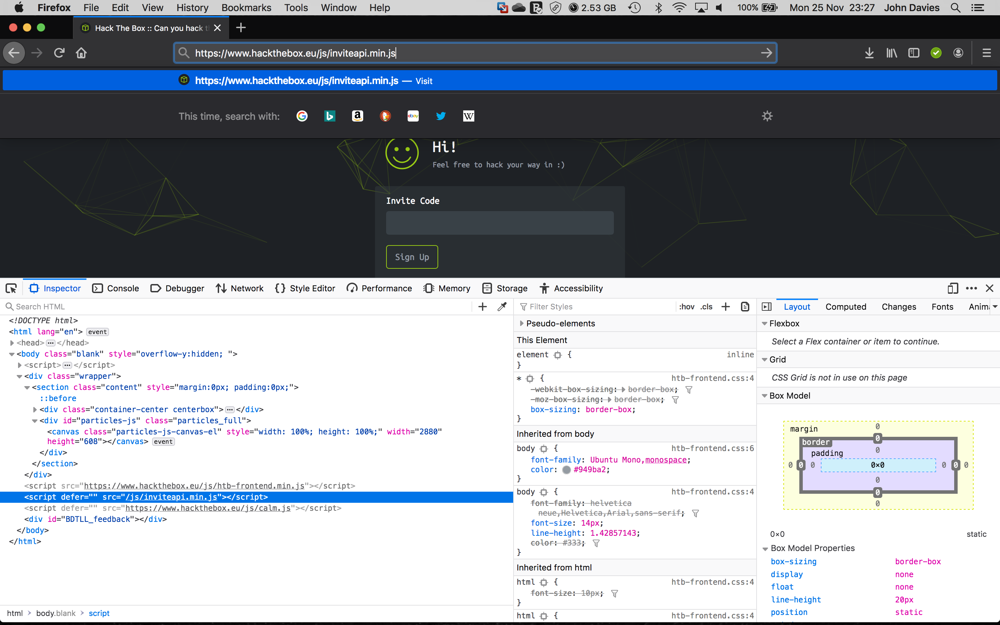 Firefox File Edit View History Bookmarks Tools Window Help 2.53 GB 100% Mon 25 Nov 23:27 John Davies
Hack The Box :: Can you hack
https://www.hackthebox.eu/js/inviteapi.min.js
https://www.hackthebox.eu/js/inviteapi.min.js — Visit
This time, search with:
ebay
W
Hi!
Feel free to hack your way in :)
Invite Code
Sign Up
Inspector Console Debugger Network Style Editor Performance Memory Storage Accessibility
Search HTML
<!DOCTYPE html>
<html lang="en"> event
<head> ... </head>
<body class="blank" style="overflow-y:hidden; ">
<script> ... </script>
<div class="wrapper">
<section class="content" style="margin:0px; padding:0px;">
::before
<div class="container-center centerbox"> ... </div>
<div id="particles-js" class="particles_full">
<canvas class="particles-js-canvas-el" style="width: 100%; height: 100%;" width="2880"
height="608"></canvas> event
</div>
</section>
</div>
<script src="https://www.hackthebox.eu/js/htb-frontend.min.js"></script>
<script defer="" src="/js/inviteapi.min.js"></script>
<script defer="" src="https://www.hackthebox.eu/js/calm.js"></script>
<div id="BDTLL_feedback"></div>
</body>
</html>
html > body.blank > script
Filter Styles :hov .cls +
Pseudo-elements
This Element
element { inline
}
* { htb-frontend.css:4
-webkit-box-sizing: border-box;
-moz-box-sizing: border-box;
box-sizing: border-box;
}
Inherited from body
body { htb-frontend.css:6
font-family: Ubuntu Mono,monospace;
color: #949ba2;
}
body { htb-frontend.css:4
font-family: helvetica
neue,Helvetica,Arial,sans-serif;
font-size: 14px;
line-height: 1.42857143;
color: #333;
}
Inherited from html
html { htb-frontend.css:4
font-size: 10px;
}
html { htb-frontend.css:4
Layout Computed Changes Fonts
Flexbox
Select a Flex container or item to continue.
Grid
CSS Grid is not in use on this page
Box Model
margin 0
border 0
padding 0
0 0 0 0×0 0 0 0
0
0
0
0×0 static
Box Model Properties
box-sizing border-box
display none
float none
line-height 20px
position static